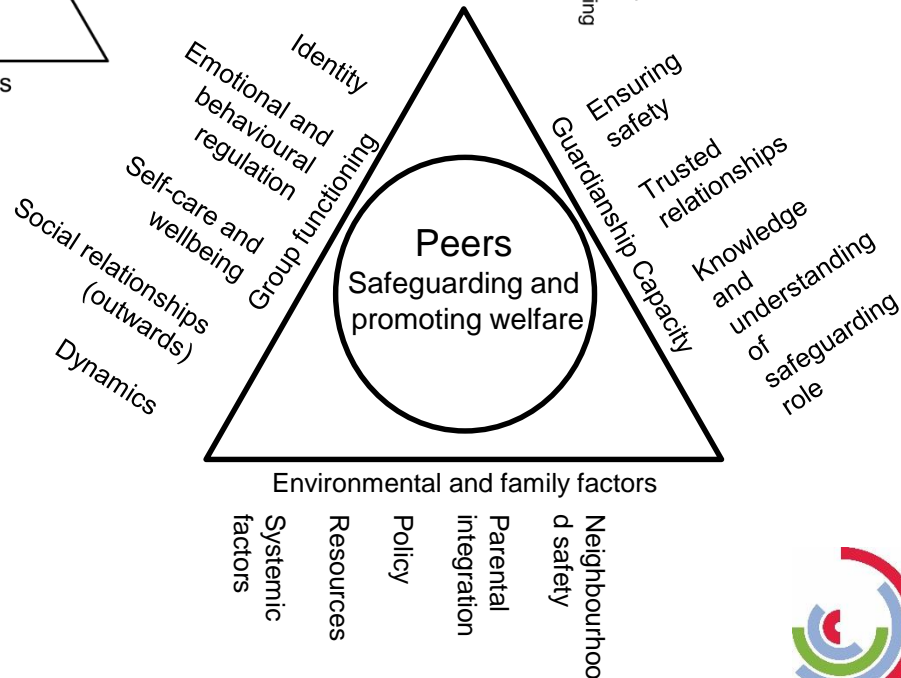 s
ing
Identity
Emotional and
behavioural
regulation
Self-care and
wellbeing
Social relationships
(outwards)
Dynamics
Group functioning
Peers
Safeguarding and
promoting welfare
Guardianship Capacity
Ensuring
safety
Trusted
relationships
Knowledge
and
understanding
of
safeguarding
role
Environmental and family factors
Systemic
factors
Resources
Policy
Parental
integration
Neighbourhoo
d safety